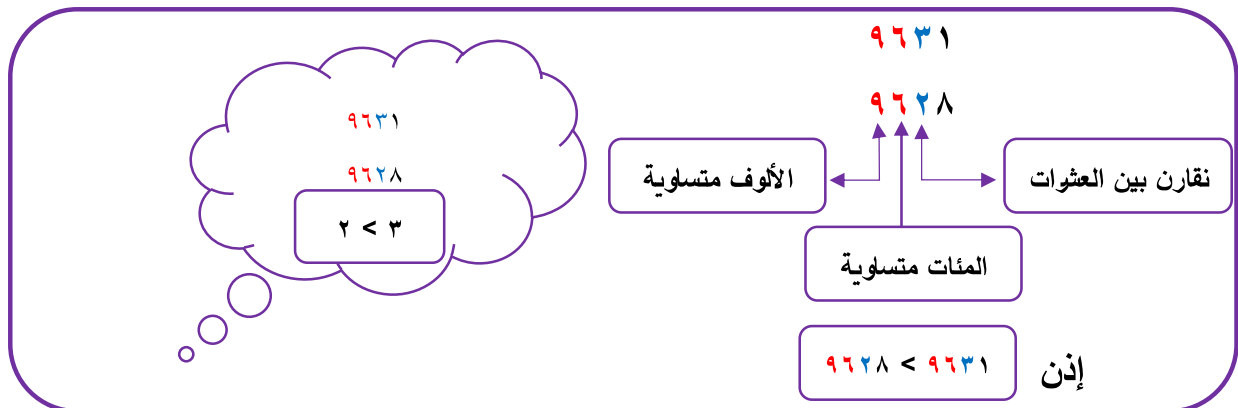 ٩٦٣١
٩٦٢٨
نقارن بين العشرات
الألوف متساوية
المئات متساوية
إذن ٩٦٣١ > ٩٦٢٨
٩٦٣١
٩٦٢٨
٣ > ٢